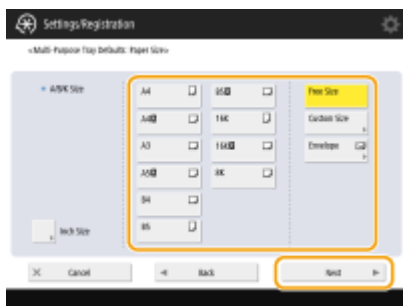 Settings/Registration
<Multi-Purpose Tray Defaults: Paper Size>
A/B/K Size
A4
A4R
A3
A5R
B4
B5
B5R
16K
16KR
8K
Free Size
Custom Size
Envelope
Inch Size
Cancel
Back
Next